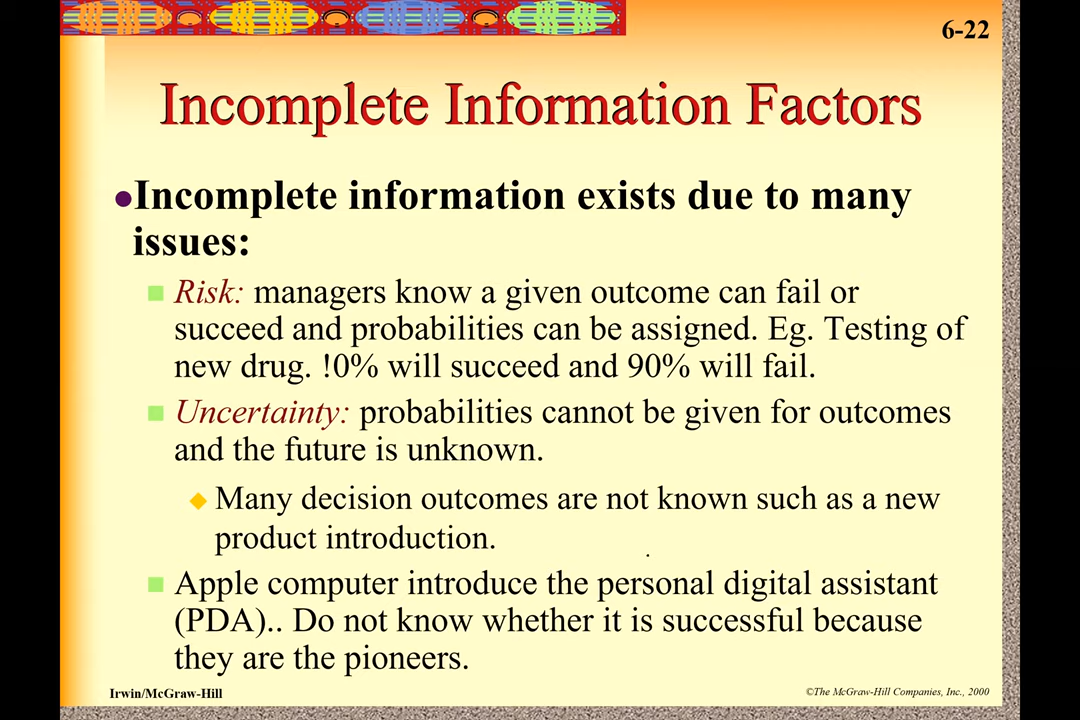 6-22
Incomplete Information Factors
Incomplete information exists due to many
issues:
Risk: managers know a given outcome can fail or
succeed and probabilities can be assigned. Eg. Testing of
new drug. !0% will succeed and 90% will fail.
Uncertainty: probabilities cannot be given for outcomes
and the future is unknown.
Many decision outcomes are not known such as a new
product introduction.
Apple computer introduce the personal digital assistant
(PDA).. Do not know whether it is successful because
they are the pioneers.
Irwin/McGraw-Hill
©The McGraw-Hill Companies, Inc., 2000